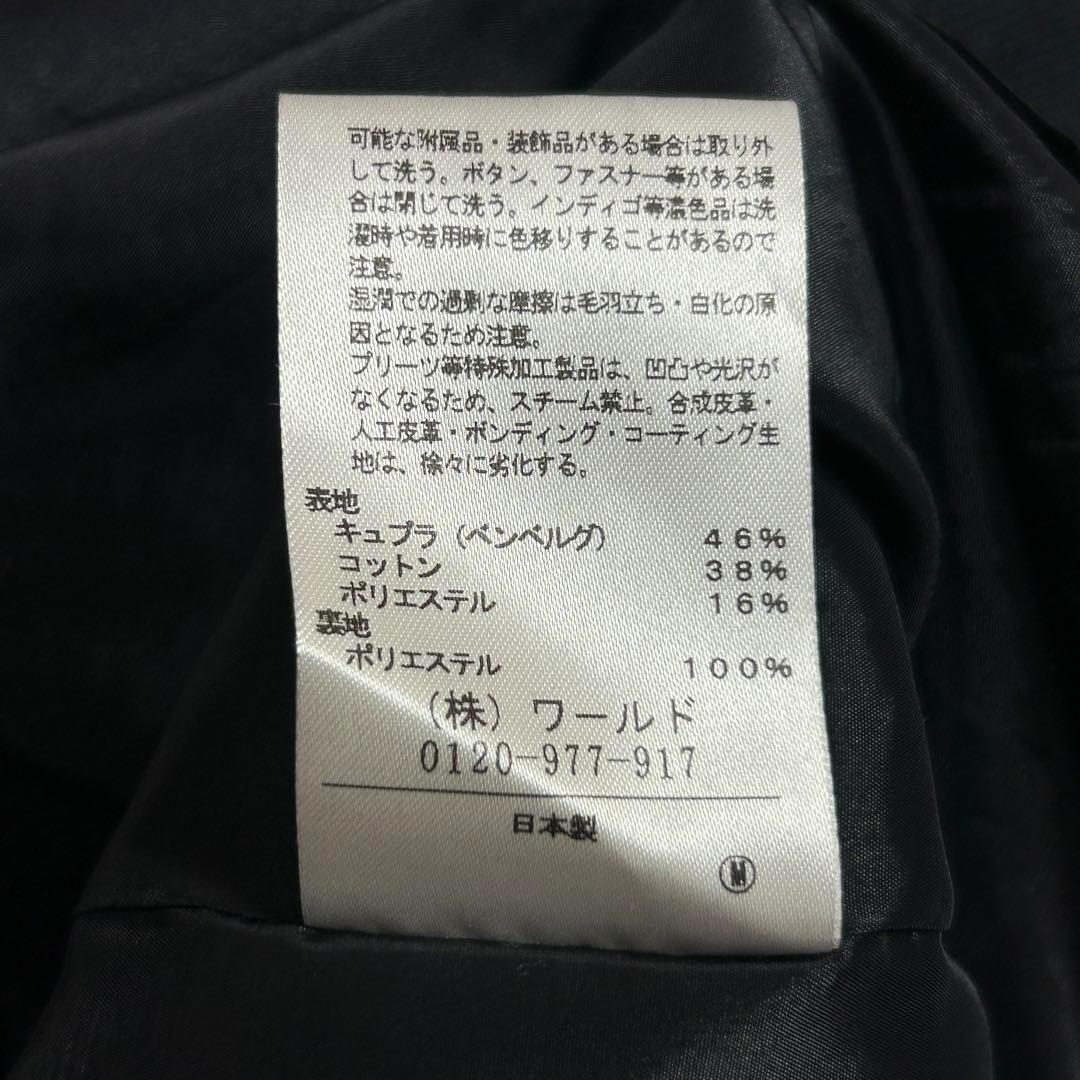 可能な附属品・装飾品がある場合は取り外
して洗う。ボタン、ファスナー等がある場
合は閉じて洗う。インディゴ等濃色品は洗
濯時や着用時に色移りすることがあるので
注意。
湿潤での過剰な摩擦は毛羽立ち・白化の原
因となるため注意。
プリーツ等特殊加工製品は、凹凸や光沢が
なくなるため、スチーム禁止。合成皮革・
人工皮革・ボンディング・コーティング生
地は、徐々に劣化する。
表地
キュプラ（ベンベルグ） 46%
コットン 38%
ポリエステル 16%
裏地
ポリエステル 100%
（株）ワールド
0120-977-917
日本製
Ⓜ